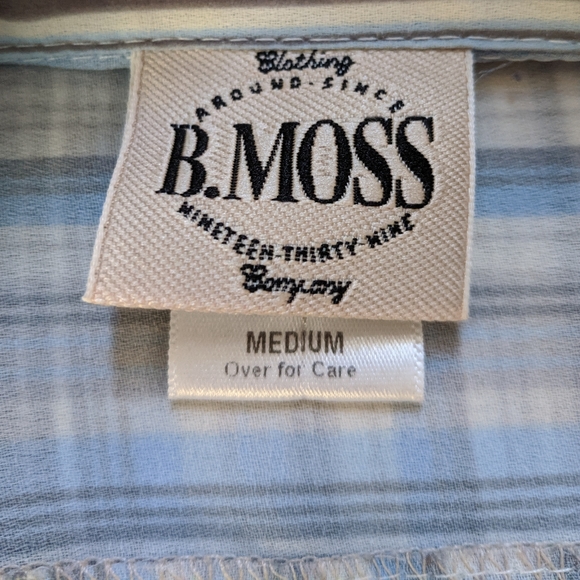 Clothing
AROUND-SINCE
B.MOSS
NINETEEN-THIRTY-NINE
Company
MEDIUM
Over for Care